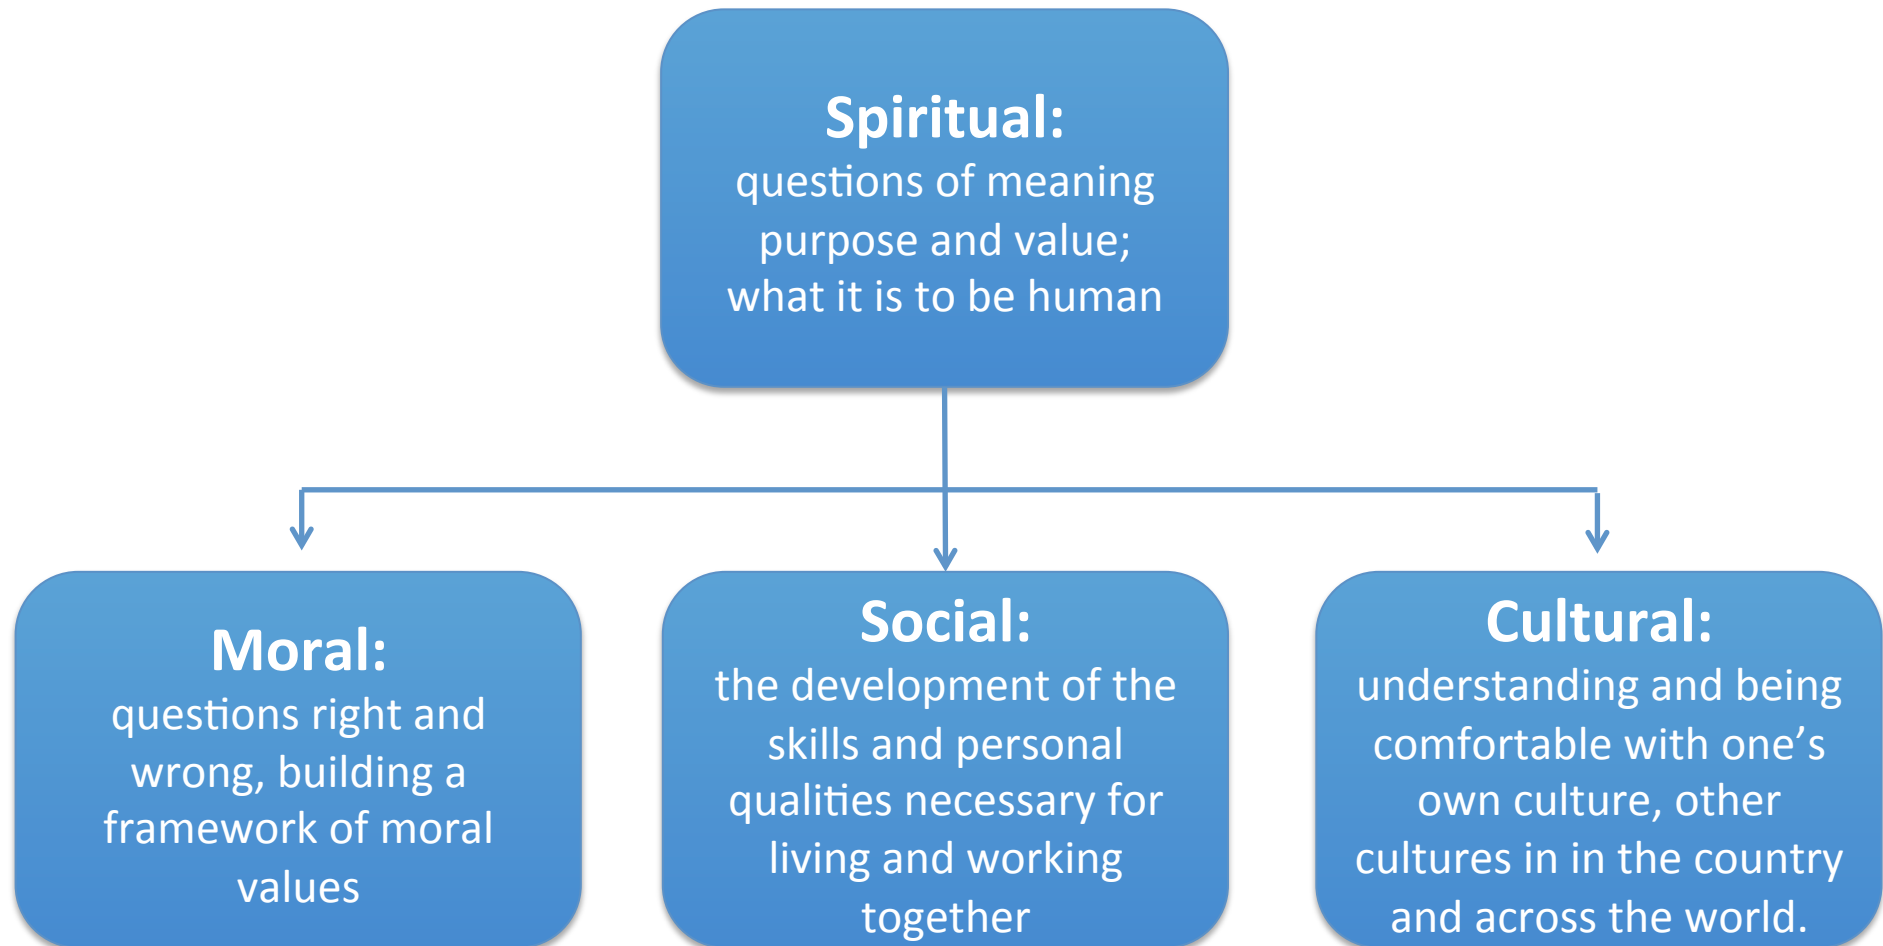 Spiritual:
questions of meaning
purpose and value;
what it is to be human
Moral:
questions right and
wrong, building a
framework of moral
values
Social:
the development of the
skills and personal
qualities necessary for
living and working
together
Cultural:
understanding and being
comfortable with one’s
own culture, other
cultures in in the country
and across the world.